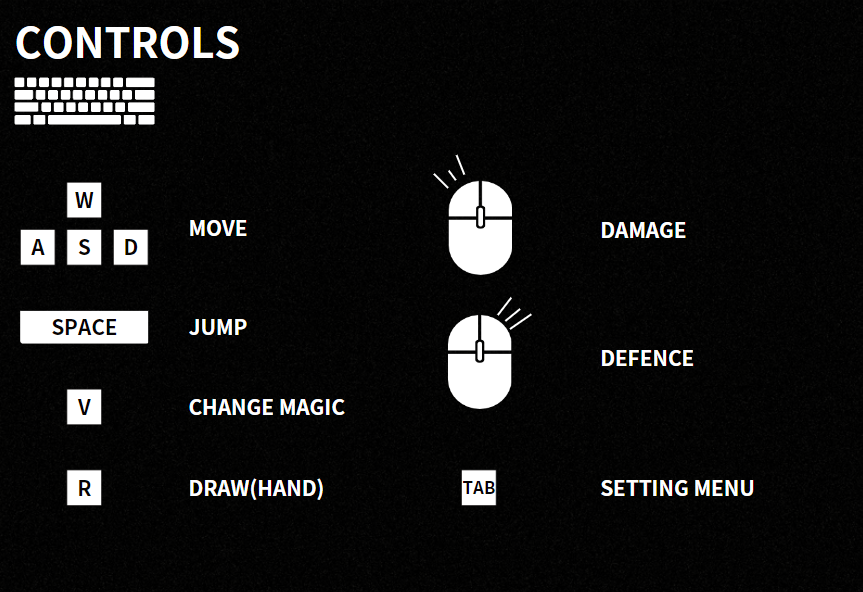 CONTROLS
W
A S D
MOVE
SPACE
JUMP
V
CHANGE MAGIC
R
DRAW(HAND)
DAMAGE
DEFENCE
TAB
SETTING MENU